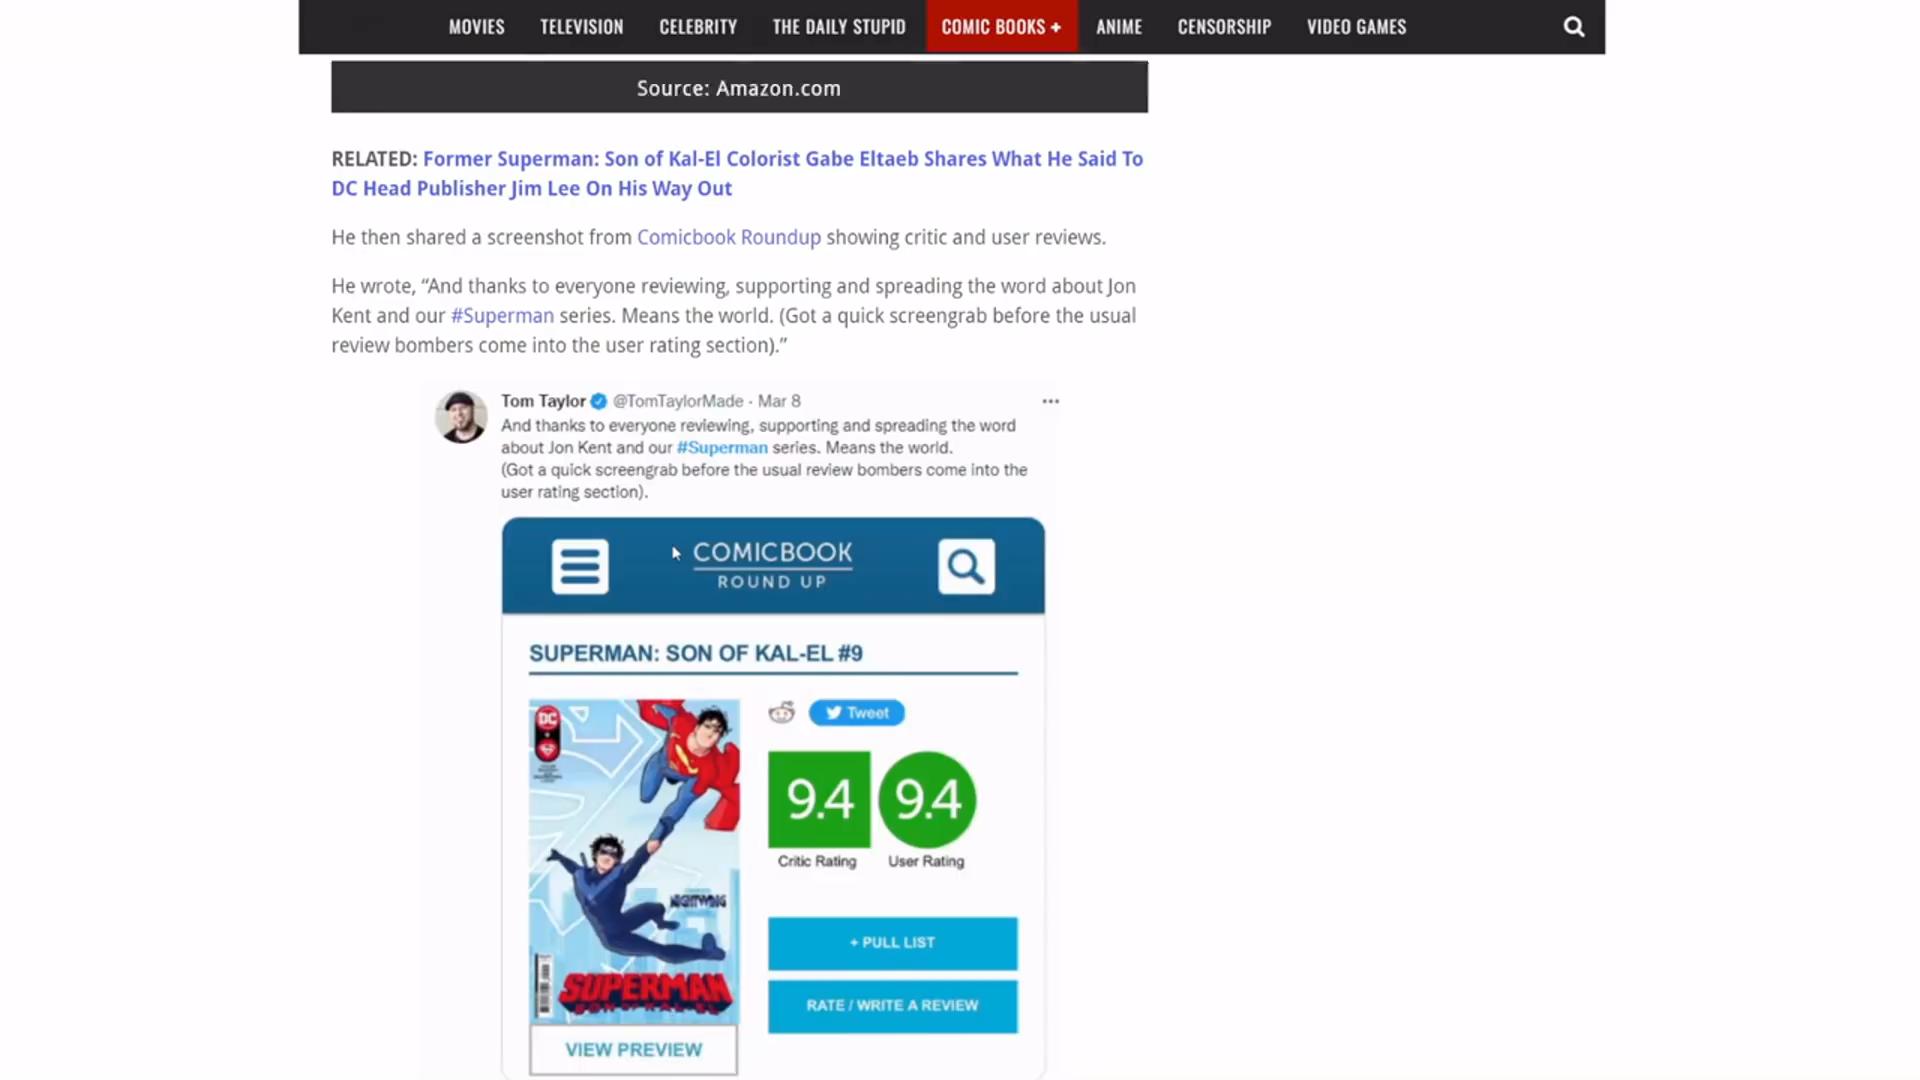 MOVIES TELEVISION CELEBRITY THE DAILY STUPID COMIC BOOKS + ANIME CENSORSHIP VIDEO GAMES
Source: Amazon.com
RELATED: Former Superman: Son of Kal-El Colorist Gabe Eltaeb Shares What He Said To
DC Head Publisher Jim Lee On His Way Out
He then shared a screenshot from Comicbook Roundup showing critic and user reviews.
He wrote, “And thanks to everyone reviewing, supporting and spreading the word about Jon
Kent and our #Superman series. Means the world. (Got a quick screengrab before the usual
review bombers come into the user rating section).”
Tom Taylor @TomTaylorMade · Mar 8
And thanks to everyone reviewing, supporting and spreading the word
about Jon Kent and our #Superman series. Means the world.
(Got a quick screengrab before the usual review bombers come into the
user rating section).
COMICBOOK
ROUND UP
SUPERMAN: SON OF KAL-EL #9
DC
Tweet
9.4 9.4
Critic Rating User Rating
NIGHTWING
+ PULL LIST
SUPERMAN
SON OF KAL-EL
RATE / WRITE A REVIEW
VIEW PREVIEW